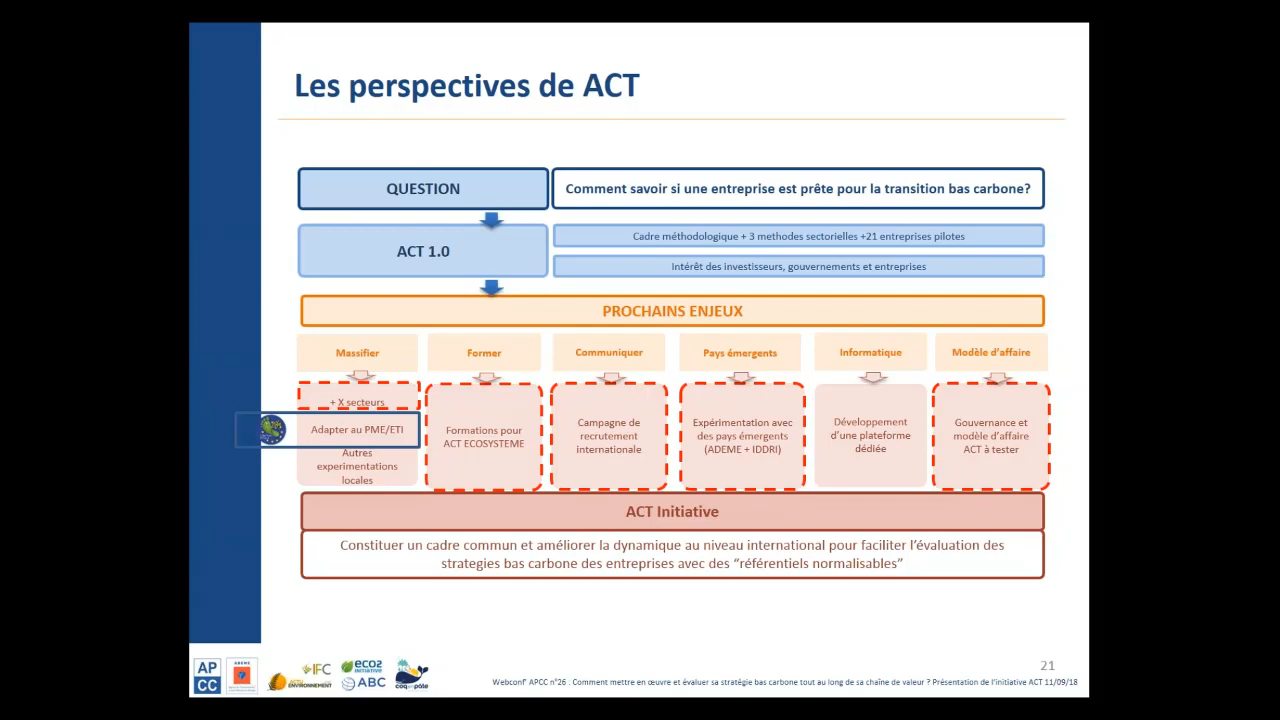 Les perspectives de ACT
QUESTION
Comment savoir si une entreprise est prête pour la transition bas carbone?
ACT 1.0
Cadre méthodologique + 3 methodes sectorielles +21 entreprises pilotes
Intérêt des investisseurs, gouvernements et entreprises
PROCHAINS ENJEUX
Massifier
Former
Communiquer
Pays émergents
Informatique
Modèle d'affaire
+ X secteurs
Adapter au PME/ETI
Autres
experimentations
locales
Formations pour
ACT ECOSYSTEME
Campagne de
recrutement
internationale
Expérimentation avec
des pays émergents
(ADEME + IDDRI)
Développement
d'une plateforme
dédiée
Gouvernance et
modèle d'affaire
ACT à tester
ACT Initiative
Constituer un cadre commun et améliorer la dynamique au niveau international pour faciliter l'évaluation des
strategies bas carbone des entreprises avec des "référentiels normalisables"
21
AP
CC
ADEME
ACTU
ENVIRONNEMENT
IFC
eco2
INITIATIVE
ABC
coq en pâte
Webconf' APCC n°26 : Comment mettre en œuvre et évaluer sa stratégie bas carbone tout au long de sa chaîne de valeur ? Présentation de l'initiative ACT 11/09/18